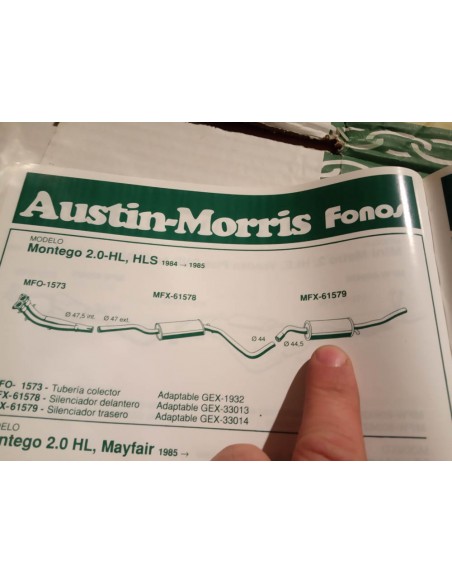 Austin-Morris Fonos
MODELO
Montego 2.0-HL, HLS 1984 → 1985
MFO-1573
MFX-61578
MFX-61579
Ø 47,5 int.
Ø 47 ext.
Ø 44
Ø 44,5
MFO- 1573 - Tubería colector Adaptable GEX-1932
FX-61578 - Silenciador delantero Adaptable GEX-33013
X-61579 - Silenciador trasero Adaptable GEX-33014
DELO
ntego 2.0 HL, Mayfair 1985 →